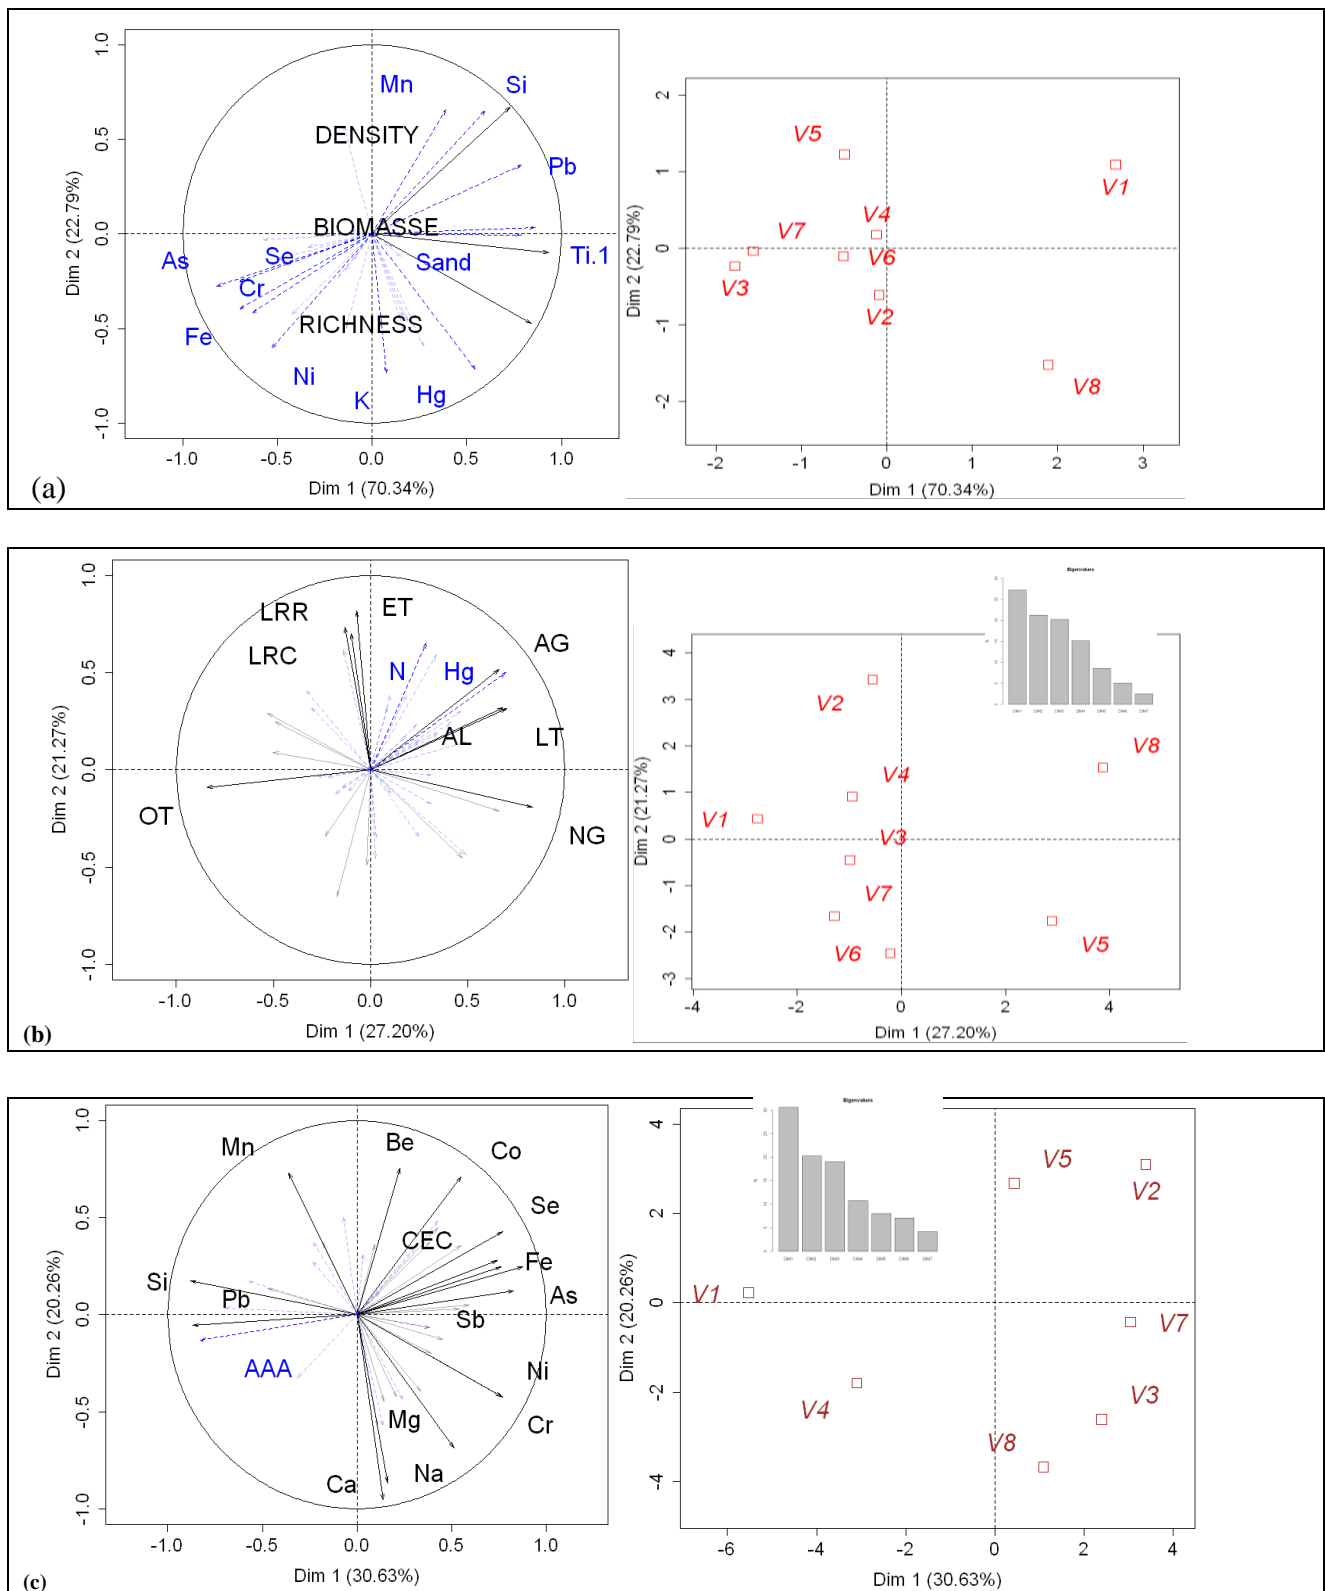 1.0
0.5
0.0
-0.5
-1.0
Dim 2 (22.79%)
Mn
Si
DENSITY
Pb
BIOMASSE
As
Se
Sand
Ti.1
Cr
RICHNESS
Fe
Ni
K
Hg
-1.0
-0.5
0.0
0.5
1.0
Dim 1 (70.34%)
(a)
2
1
0
-1
-2
Dim 2 (22.79%)
V5
V1
V4
V7
V6
V3
V2
V8
-2
-1
0
1
2
3
Dim 1 (70.34%)
1.0
0.5
0.0
-0.5
-1.0
Dim 2 (21.27%)
LRR
ET
AG
LRC
N
Hg
AL
LT
OT
NG
-1.0
-0.5
0.0
0.5
1.0
Dim 1 (27.20%)
(b)
Eigenvalues
4
3
2
1
0
-1
-2
-3
Dim 2 (21.27%)
V2
V8
V4
V1
V3
V7
V6
V5
-4
-2
0
2
4
Dim 1 (27.20%)
1.0
0.5
0.0
-0.5
-1.0
Dim 2 (20.26%)
Mn
Be
Co
Se
CEC
Fe
Si
Pb
As
Sb
AAA
Ni
Mg
Cr
Ca
Na
-1.0
-0.5
0.0
0.5
1.0
Dim 1 (30.63%)
(c)
Eigenvalues
4
2
0
-2
-4
Dim 2 (20.26%)
V5
V2
V1
V7
V4
V3
V8
-6
-4
-2
0
2
4
Dim 1 (30.63%)